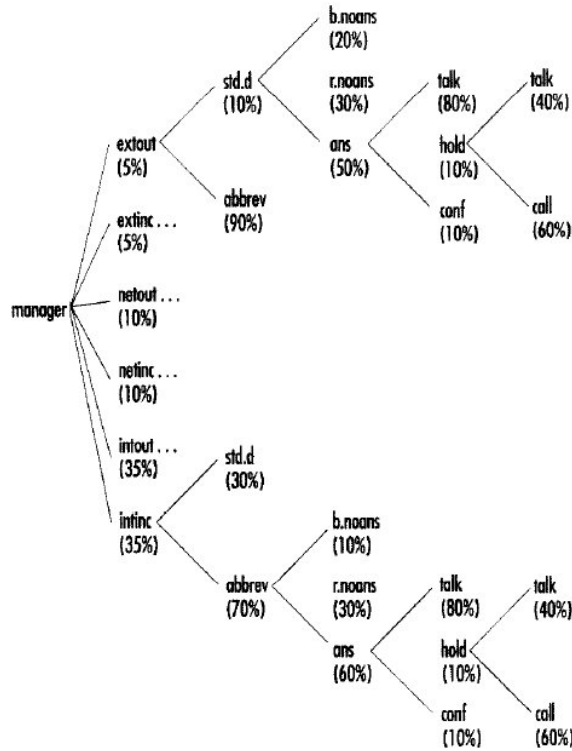 b.noans
(20%)
std.d
(10%)
r.noans
(30%)
talk
(80%)
talk
(40%)
extout
(5%)
ans
(50%)
hold
(10%)
abbrev
(90%)
conf
(10%)
call
(60%)
extinc...
(5%)
manager
netout...
(10%)
netinc...
(10%)
intout...
(35%)
std.d
(30%)
intinc
(35%)
b.noans
(10%)
abbrev
(70%)
r.noans
(30%)
talk
(80%)
talk
(40%)
ans
(60%)
hold
(10%)
conf
(10%)
call
(60%)